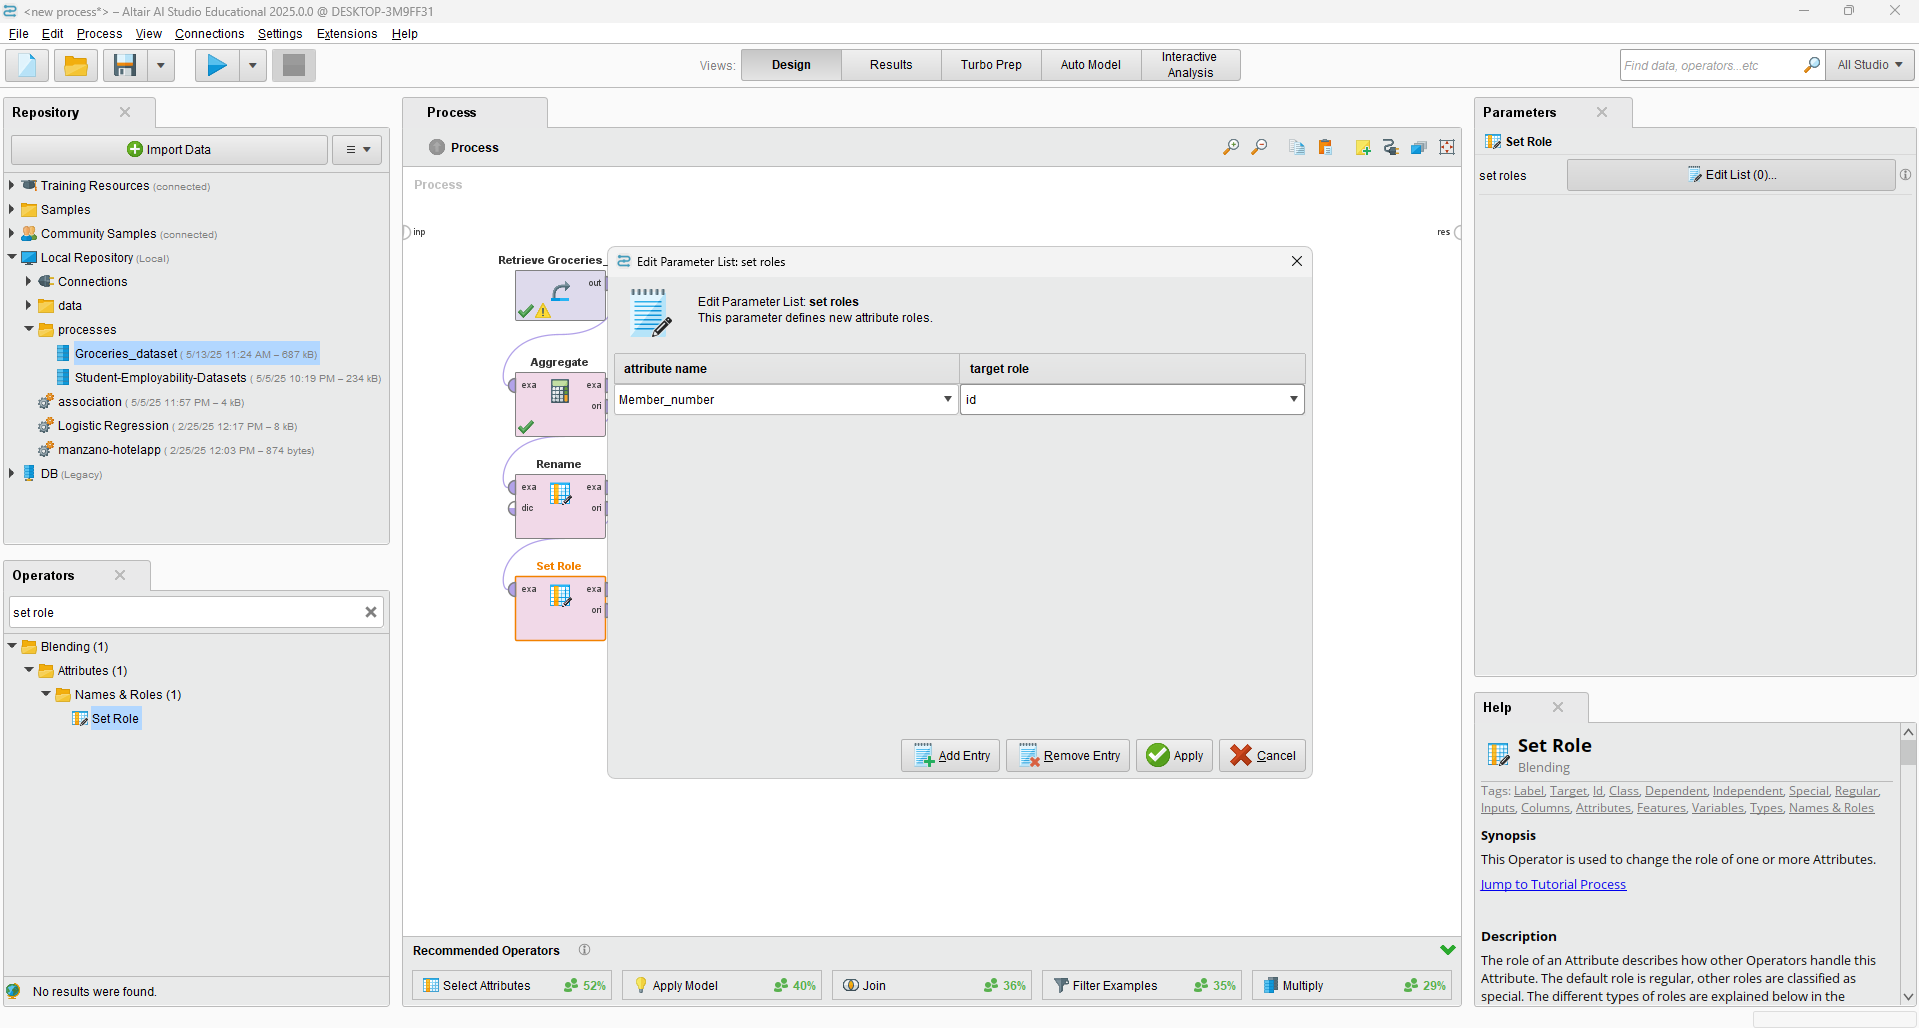 <new process*> – Altair AI Studio Educational 2025.0.0 @ DESKTOP-3M9FF31
File Edit Process View Connections Settings Extensions Help
Views: Design Results Turbo Prep Auto Model Interactive Analysis
Find data, operators...etc All Studio
Repository
Import Data
Training Resources (connected)
Samples
Community Samples (connected)
Local Repository (Local)
Connections
data
processes
Groceries_dataset ( 5/13/25 11:24 AM – 687 kB)
Student-Employability-Datasets ( 5/5/25 10:19 PM – 234 kB)
association ( 5/5/25 11:57 PM – 4 kB)
Logistic Regression ( 2/25/25 12:17 PM – 8 kB)
manzano-hotelapp ( 2/25/25 12:03 PM – 874 bytes)
DB (Legacy)
Operators
set role
Blending (1)
Attributes (1)
Names & Roles (1)
Set Role
No results were found.
Process
Process
Process
inp
res
Retrieve Groceries_
out
Aggregate
exa exa
ori
Rename
exa exa
dic ori
Set Role
exa exa
ori
Edit Parameter List: set roles
Edit Parameter List: set roles
This parameter defines new attribute roles.
attribute name target role
Member_number id
Add Entry Remove Entry Apply Cancel
Recommended Operators
Select Attributes 52% Apply Model 40% Join 36% Filter Examples 35% Multiply 29%
Parameters
Set Role
set roles Edit List (0)...
Help
Set Role
Blending
Tags: Label, Target, Id, Class, Dependent, Independent, Special, Regular,
Inputs, Columns, Attributes, Features, Variables, Types, Names & Roles
Synopsis
This Operator is used to change the role of one or more Attributes.
Jump to Tutorial Process
Description
The role of an Attribute describes how other Operators handle this
Attribute. The default role is regular, other roles are classified as
special. The different types of roles are explained below in the